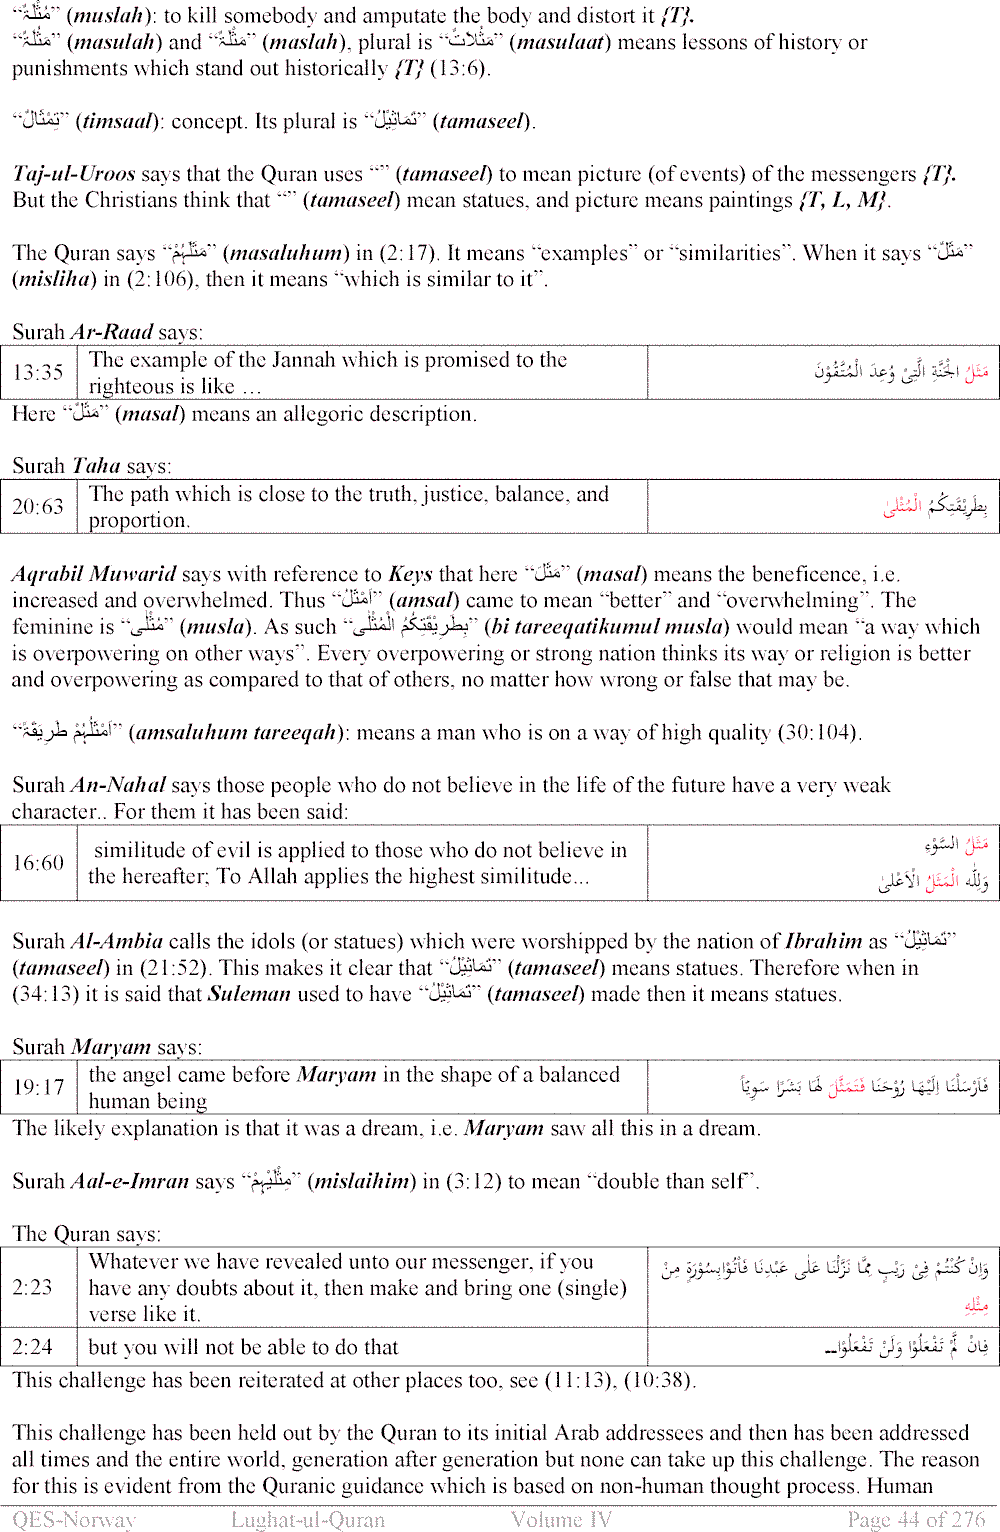 “مُثْلَۃٌ” (muslah): to kill somebody and amputate the body and distort it {T}.
“مَثُلَۃٌ” (masulah) and “مَثْلَۃٌ” (maslah), plural is “مَثُلَاتٌ” (masulaat) means lessons of history or
punishments which stand out historically {T} (13:6).
“تِمْثَالٌ” (timsaal): concept. Its plural is “تَمَاثِیْلُ” (tamaseel).
Taj-ul-Uroos says that the Quran uses “” (tamaseel) to mean picture (of events) of the messengers {T}.
But the Christians think that “” (tamaseel) mean statues, and picture means paintings {T, L, M}.
The Quran says “مَثَلُہُمْ” (masaluhum) in (2:17). It means “examples” or “similarities”. When it says “مَثَلٌ”
(misliha) in (2:106), then it means “which is similar to it”.
Surah Ar-Raad says:
13:35 The example of the Jannah which is promised to the
righteous is like … مَثَلُ الْجَنَّۃِ الَّتِیْ وُعِدَ الْمُتَّقُوْنَ
Here “مَثَلٌ” (masal) means an allegoric description.
Surah Taha says:
20:63 The path which is close to the truth, justice, balance, and
proportion. بِطَرِیْقَتِکُمُ الْمُثْلٰی
Aqrabil Muwarid says with reference to Keys that here “مَثَلَ” (masal) means the beneficence, i.e.
increased and overwhelmed. Thus “اَمْثَلُ” (amsal) came to mean “better” and “overwhelming”. The
feminine is “مُثْلٰی” (musla). As such “بِطَرِیْقَتِکُمُ الْمُثْلٰی” (bi tareeqatikumul musla) would mean “a way which
is overpowering on other ways”. Every overpowering or strong nation thinks its way or religion is better
and overpowering as compared to that of others, no matter how wrong or false that may be.
“اَمْثَلُہُمْ طَرِیْقَۃً” (amsaluhum tareeqah): means a man who is on a way of high quality (30:104).
Surah An-Nahal says those people who do not believe in the life of the future have a very weak
character.. For them it has been said:
16:60 similitude of evil is applied to those who do not believe in
the hereafter; To Allah applies the highest similitude... مَثَلُ السَّوْءِ
وَلِلّٰہِ الْمَثَلُ الْاَعْلٰی
Surah Al-Ambia calls the idols (or statues) which were worshipped by the nation of Ibrahim as “تَمَاثِیْلُ”
(tamaseel) in (21:52). This makes it clear that “تَمَاثِیْلُ” (tamaseel) means statues. Therefore when in
(34:13) it is said that Suleman used to have “تَمَاثِیْلُ” (tamaseel) made then it means statues.
Surah Maryam says:
19:17 the angel came before Maryam in the shape of a balanced
human being فَاَرْسَلْنَا اِلَیْھَا رُوْحَنَا فَتَمَثَّلَ لَھَا بَشَرًا سَوِیًّا
The likely explanation is that it was a dream, i.e. Maryam saw all this in a dream.
Surah Aal-e-Imran says “مِثْلَیْہِمْ” (mislaihim) in (3:12) to mean “double than self”.
The Quran says:
2:23 Whatever we have revealed unto our messenger, if you
have any doubts about it, then make and bring one (single)
verse like it. وَاِنْ کُنْتُمْ فِیْ رَیْبٍ مِّمَّا نَزَّلْنَا عَلٰی عَبْدِنَا فَاْتُوْا بِسُوْرَۃٍ مِنْ
مِثْلِہٖ
2:24 but you will not be able to do that فَاِنْ لَّمْ تَفْعَلُوْا وَلَنْ تَفْعَلُوْا ــ
This challenge has been reiterated at other places too, see (11:13), (10:38).
This challenge has been held out by the Quran to its initial Arab addressees and then has been addressed
all times and the entire world, generation after generation but none can take up this challenge. The reason
for this is evident from the Quranic guidance which is based on non-human thought process. Human
QES-Norway Lughat-ul-Quran Volume IV Page 44 of 276